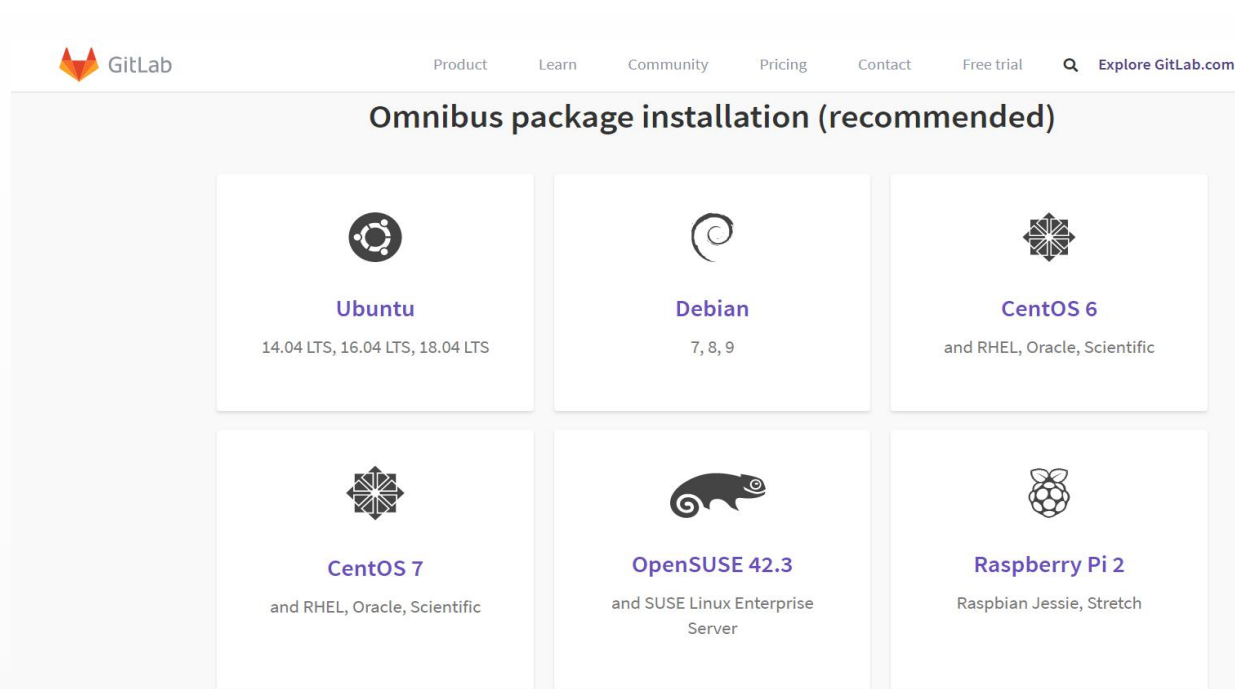 GitLab
Product Learn Community Pricing Contact Free trial Explore GitLab.com
Omnibus package installation (recommended)
Ubuntu
14.04 LTS, 16.04 LTS, 18.04 LTS
Debian
7, 8, 9
CentOS 6
and RHEL, Oracle, Scientific
CentOS 7
and RHEL, Oracle, Scientific
OpenSUSE 42.3
and SUSE Linux Enterprise
Server
Raspberry Pi 2
Raspbian Jessie, Stretch